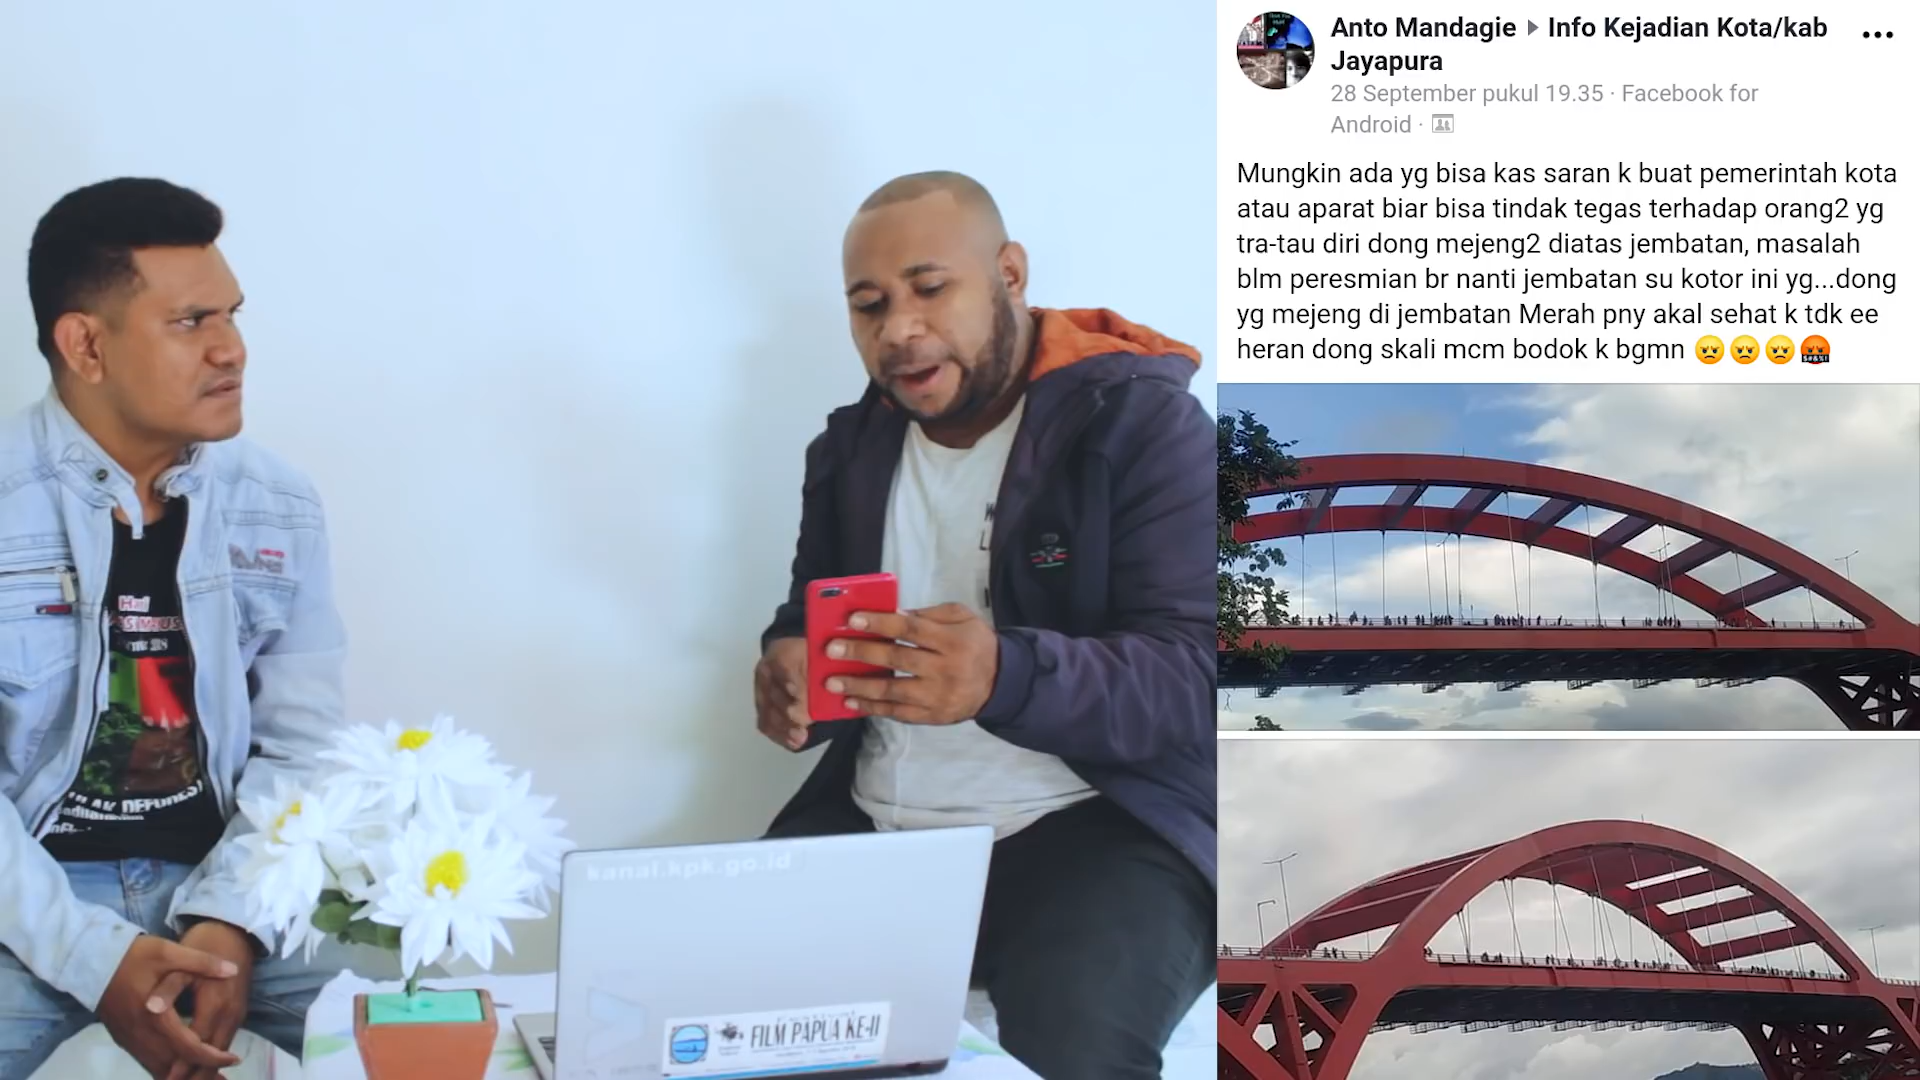 Anto Mandagie ▸ Info Kejadian Kota/kab
Jayapura
28 September pukul 19.35 · Facebook for
Android ·
Mungkin ada yg bisa kas saran k buat pemerintah kota
atau aparat biar bisa tindak tegas terhadap orang2 yg
tra-tau diri dong mejeng2 diatas jembatan, masalah
blm peresmian br nanti jembatan su kotor ini yg...dong
yg mejeng di jembatan Merah pny akal sehat k tdk ee
heran dong skali mcm bodok k bgmn 😠😠😠🤬
Hari
kanal.kpk.go.id
FILM PAPUA KE-II